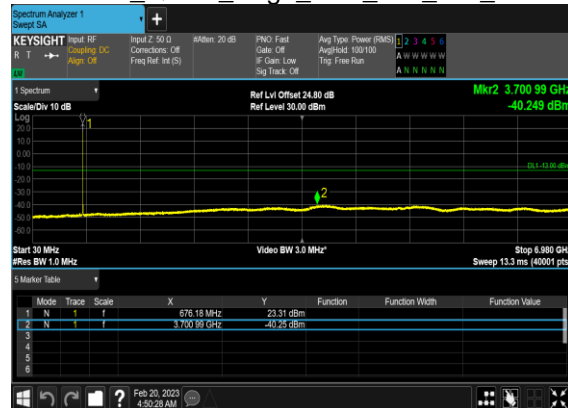 Spectrum Analyzer 1
Swept SA
+
KEYSIGHT Input: RF Input Z: 50 Ω #Atten: 20 dB PNO: Fast Avg Type: Power (RMS) 1 2 3 4 5 6
R T Coupling: DC Corrections: Off Gate: Off Avg|Hold: 100/100 A W W W W W
Align: Off Freq Ref: Int (S) IF Gain: Low Trig: Free Run
LW Sig Track: Off A N N N N N
1 Spectrum Ref Lvl Offset 24.80 dB Mkr2 3.700 99 GHz
Scale/Div 10 dB Ref Level 30.00 dBm -40.249 dBm
Log
20.0 1
10.0
0.00
-10.0 DL1 -13.00 dBm
-20.0
-30.0 2
-40.0
-50.0
-60.0
Start 30 MHz Video BW 3.0 MHz* Stop 6.980 GHz
#Res BW 1.0 MHz Sweep 13.3 ms (40001 pts)
5 Marker Table
Mode Trace Scale X Y Function Function Width Function Value
1 N 1 f 676.18 MHz 23.31 dBm
2 N 1 f 3.700 99 GHz -40.25 dBm
3
4
5
6
? Feb 20, 2023
4:50:28 AM